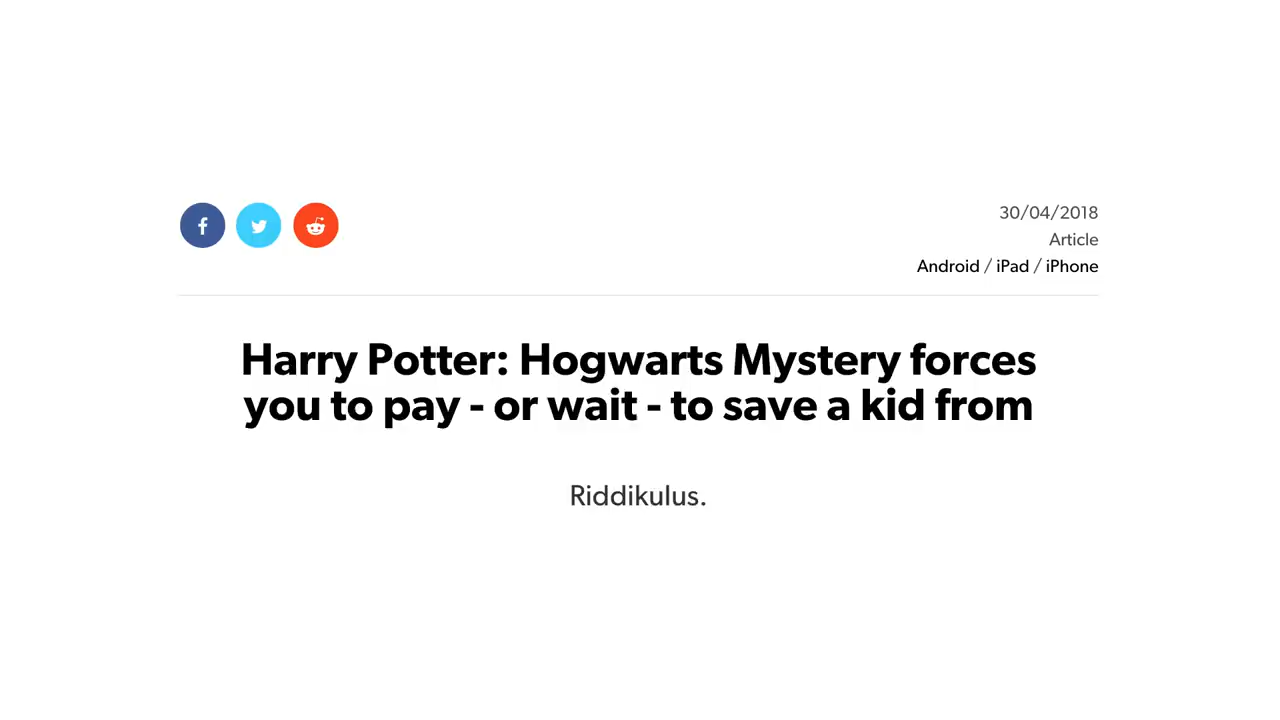 30/04/2018
Article
Android / iPad / iPhone
Harry Potter: Hogwarts Mystery forces
you to pay - or wait - to save a kid from
Riddikulus.